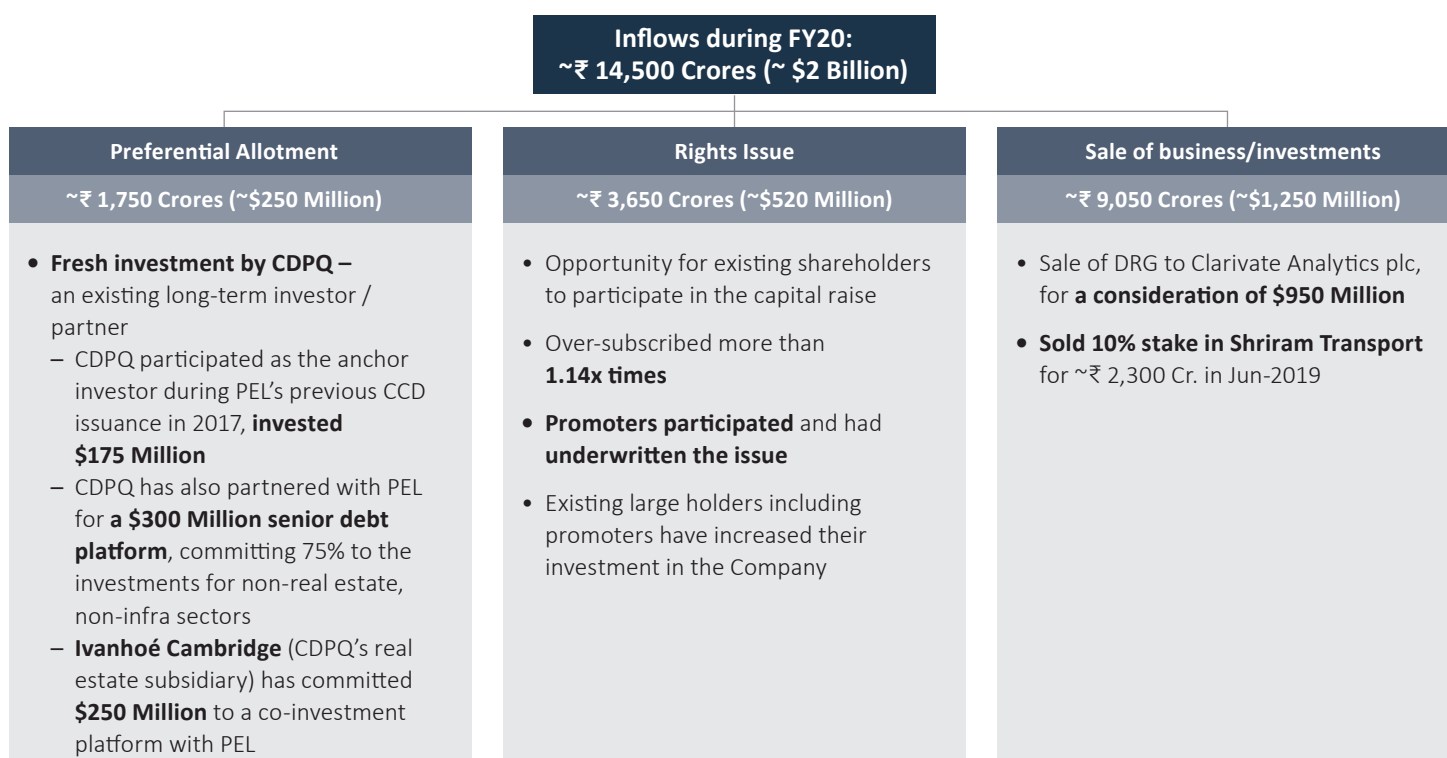 Inflows during FY20:
~₹ 14,500 Crores (~ $2 Billion)
Preferential Allotment
~₹ 1,750 Crores (~$250 Million)
• Fresh investment by CDPQ –
an existing long-term investor /
partner
– CDPQ participated as the anchor
investor during PEL's previous CCD
issuance in 2017, invested
$175 Million
– CDPQ has also partnered with PEL
for a $300 Million senior debt
platform, committing 75% to the
investments for non-real estate,
non-infra sectors
– Ivanhoé Cambridge (CDPQ's real
estate subsidiary) has committed
$250 Million to a co-investment
platform with PEL
Rights Issue
~₹ 3,650 Crores (~$520 Million)
• Opportunity for existing shareholders
to participate in the capital raise
• Over-subscribed more than
1.14x times
• Promoters participated and had
underwritten the issue
• Existing large holders including
promoters have increased their
investment in the Company
Sale of business/investments
~₹ 9,050 Crores (~$1,250 Million)
• Sale of DRG to Clarivate Analytics plc,
for a consideration of $950 Million
• Sold 10% stake in Shriram Transport
for ~₹ 2,300 Cr. in Jun-2019